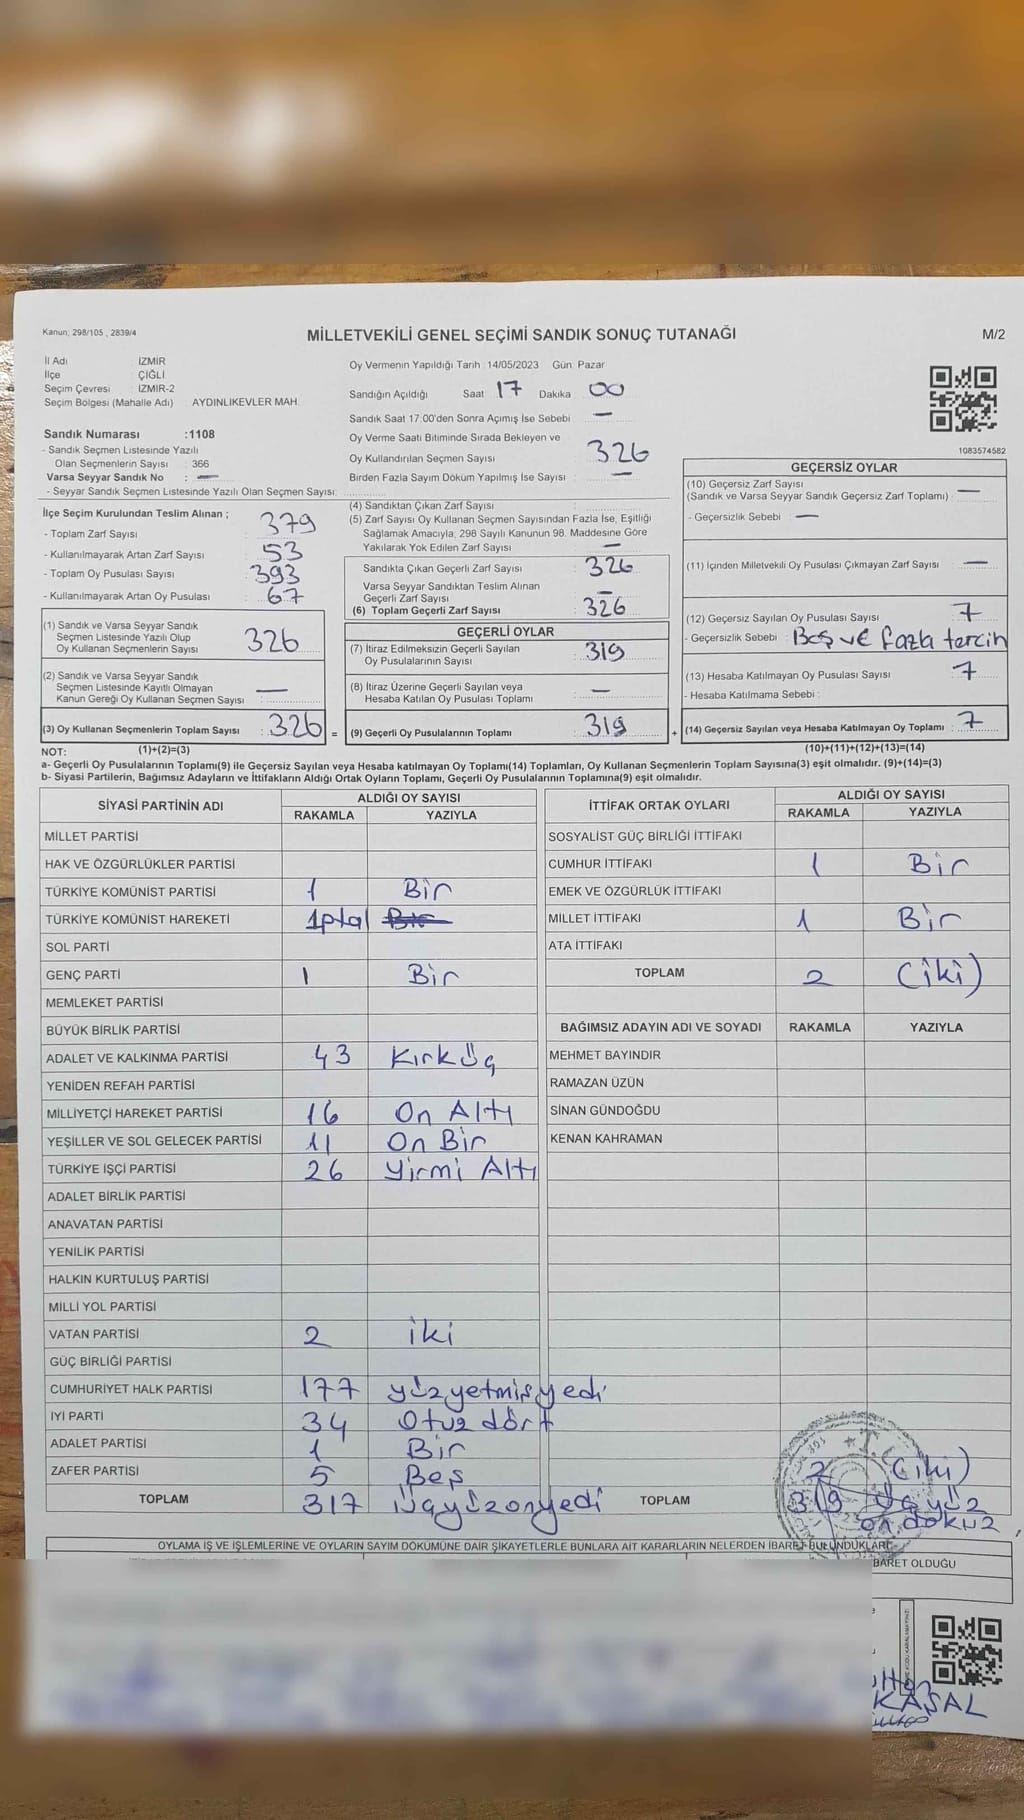 Kanun; 298/105 , 2839/4
MİLLETVEKİLİ GENEL SEÇİMİ SANDIK SONUÇ TUTANAĞI
M/2
İl Adı : İZMİR
İlçe : ÇİĞLİ
Seçim Çevresi : İZMİR-2
Seçim Bölgesi (Mahalle Adı) : AYDINLIKEVLER MAH.
Sandık Numarası :1108
- Sandık Seçmen Listesinde Yazılı
Olan Seçmenlerin Sayısı : 366
Varsa Seyyar Sandık No : —
- Seyyar Sandık Seçmen Listesinde Yazılı Olan Seçmen Sayısı:
Oy Vermenin Yapıldığı Tarih :14/05/2023 Gün: Pazar
Sandığın Açıldığı Saat 17 Dakika 00
Sandık Saat 17:00'den Sonra Açımış İse Sebebi : —
Oy Verme Saati Bitiminde Sırada Bekleyen ve
Oy Kullandırılan Seçmen Sayısı : 326
Birden Fazla Sayım Döküm Yapılmış İse Sayısı : —
1083574582
İlçe Seçim Kurulundan Teslim Alınan ;
- Toplam Zarf Sayısı : 379
- Kullanılmayarak Artan Zarf Sayısı : 53
- Toplam Oy Pusulası Sayısı : 393
- Kullanılmayarak Artan Oy Pusulası : 67
(1) Sandık ve Varsa Seyyar Sandık
Seçmen Listesinde Yazılı Olup
Oy Kullanan Seçmenlerin Sayısı : 326
(2) Sandık ve Varsa Seyyar Sandık
Seçmen Listesinde Kayıtlı Olmayan
Kanun Gereği Oy Kullanan Seçmen Sayısı : —
(3) Oy Kullanan Seçmenlerin Toplam Sayısı : 326 =
(1)+(2)=(3)
(4) Sandıktan Çıkan Zarf Sayısı :
(5) Zarf Sayısı Oy Kullanan Seçmen Sayısından Fazla İse, Eşitliği
Sağlamak Amacıyla, 298 Sayılı Kanunun 98. Maddesine Göre
Yakılarak Yok Edilen Zarf Sayısı : —
Sandıkta Çıkan Geçerli Zarf Sayısı : 326
Varsa Seyyar Sandıktan Teslim Alınan
Geçerli Zarf Sayısı : —
(6) Toplam Geçerli Zarf Sayısı : 326
GEÇERLİ OYLAR
(7) İtiraz Edilmeksizin Geçerli Sayılan
Oy Pusulalarının Sayısı : 319
(8) İtiraz Üzerine Geçerli Sayılan veya
Hesaba Katılan Oy Pusulası Toplamı : —
(9) Geçerli Oy Pusulalarının Toplamı : 319 +
GEÇERSİZ OYLAR
(10) Geçersiz Zarf Sayısı
(Sandık ve Varsa Seyyar Sandık Geçersiz Zarf Toplamı) : —
- Geçersizlik Sebebi : —
(11) İçinden Milletvekili Oy Pusulası Çıkmayan Zarf Sayısı : —
(12) Geçersiz Sayılan Oy Pusulası Sayısı : 7
- Geçersizlik Sebebi : Beş ve fazla tercih
(13) Hesaba Katılmayan Oy Pusulası Sayısı : 7
- Hesaba Katılmama Sebebi :
(14) Geçersiz Sayılan veya Hesaba Katılmayan Oy Toplamı : 7
(10)+(11)+(12)+(13)=(14)
NOT:
a- Geçerli Oy Pusulalarının Toplamı(9) ile Geçersiz Sayılan veya Hesaba katılmayan Oy Toplamı(14) Toplamları, Oy Kullanan Seçmenlerin Toplam Sayısına(3) eşit olmalıdır. (9)+(14)=(3)
b- Siyasi Partilerin, Bağımsız Adayların ve İttifakların Aldığı Ortak Oyların Toplamı, Geçerli Oy Pusulalarının Toplamına(9) eşit olmalıdır.
SİYASİ PARTİNİN ADI ALDIĞI OY SAYISI
RAKAMLA YAZIYLA
MİLLET PARTİSİ
HAK VE ÖZGÜRLÜKLER PARTİSİ
TÜRKİYE KOMÜNİST PARTİSİ 1 Bir
TÜRKİYE KOMÜNİST HAREKETİ iptal Bir
SOL PARTİ
GENÇ PARTİ 1 Bir
MEMLEKET PARTİSİ
BÜYÜK BİRLİK PARTİSİ
ADALET VE KALKINMA PARTİSİ 43 Kırküç
YENİDEN REFAH PARTİSİ
MİLLİYETÇİ HAREKET PARTİSİ 16 On Altı
YEŞİLLER VE SOL GELECEK PARTİSİ 11 On Bir
TÜRKİYE İŞÇİ PARTİSİ 26 Yirmi Altı
ADALET BİRLİK PARTİSİ
ANAVATAN PARTİSİ
YENİLİK PARTİSİ
HALKIN KURTULUŞ PARTİSİ
MİLLİ YOL PARTİSİ
VATAN PARTİSİ 2 iki
GÜÇ BİRLİĞİ PARTİSİ
CUMHURİYET HALK PARTİSİ 177 yüzyetmişyedi
İYİ PARTİ 34 Otuz dört
ADALET PARTİSİ 1 Bir
ZAFER PARTİSİ 5 Beş
TOPLAM 317 Üçyüzonyedi
İTTİFAK ORTAK OYLARI ALDIĞI OY SAYISI
RAKAMLA YAZIYLA
SOSYALİST GÜÇ BİRLİĞİ İTTİFAKI
CUMHUR İTTİFAKI 1 Bir
EMEK VE ÖZGÜRLÜK İTTİFAKI
MİLLET İTTİFAKI 1 Bir
ATA İTTİFAKI
TOPLAM 2 (iki)
BAĞIMSIZ ADAYIN ADI VE SOYADI RAKAMLA YAZIYLA
MEHMET BAYINDIR
RAMAZAN ÜZÜN
SİNAN GÜNDOĞDU
KENAN KAHRAMAN
2 (iki)
TOPLAM 319 Üçyüz
on dokuz
OYLAMA İŞ VE İŞLEMLERİNE VE OYLARIN SAYIM DÖKÜMÜNE DAİR ŞİKAYETLERLE BUNLARA AİT KARARLARIN NELERDEN İBARET BULUNDUKLARI
BARET OLDUĞU
KASAL